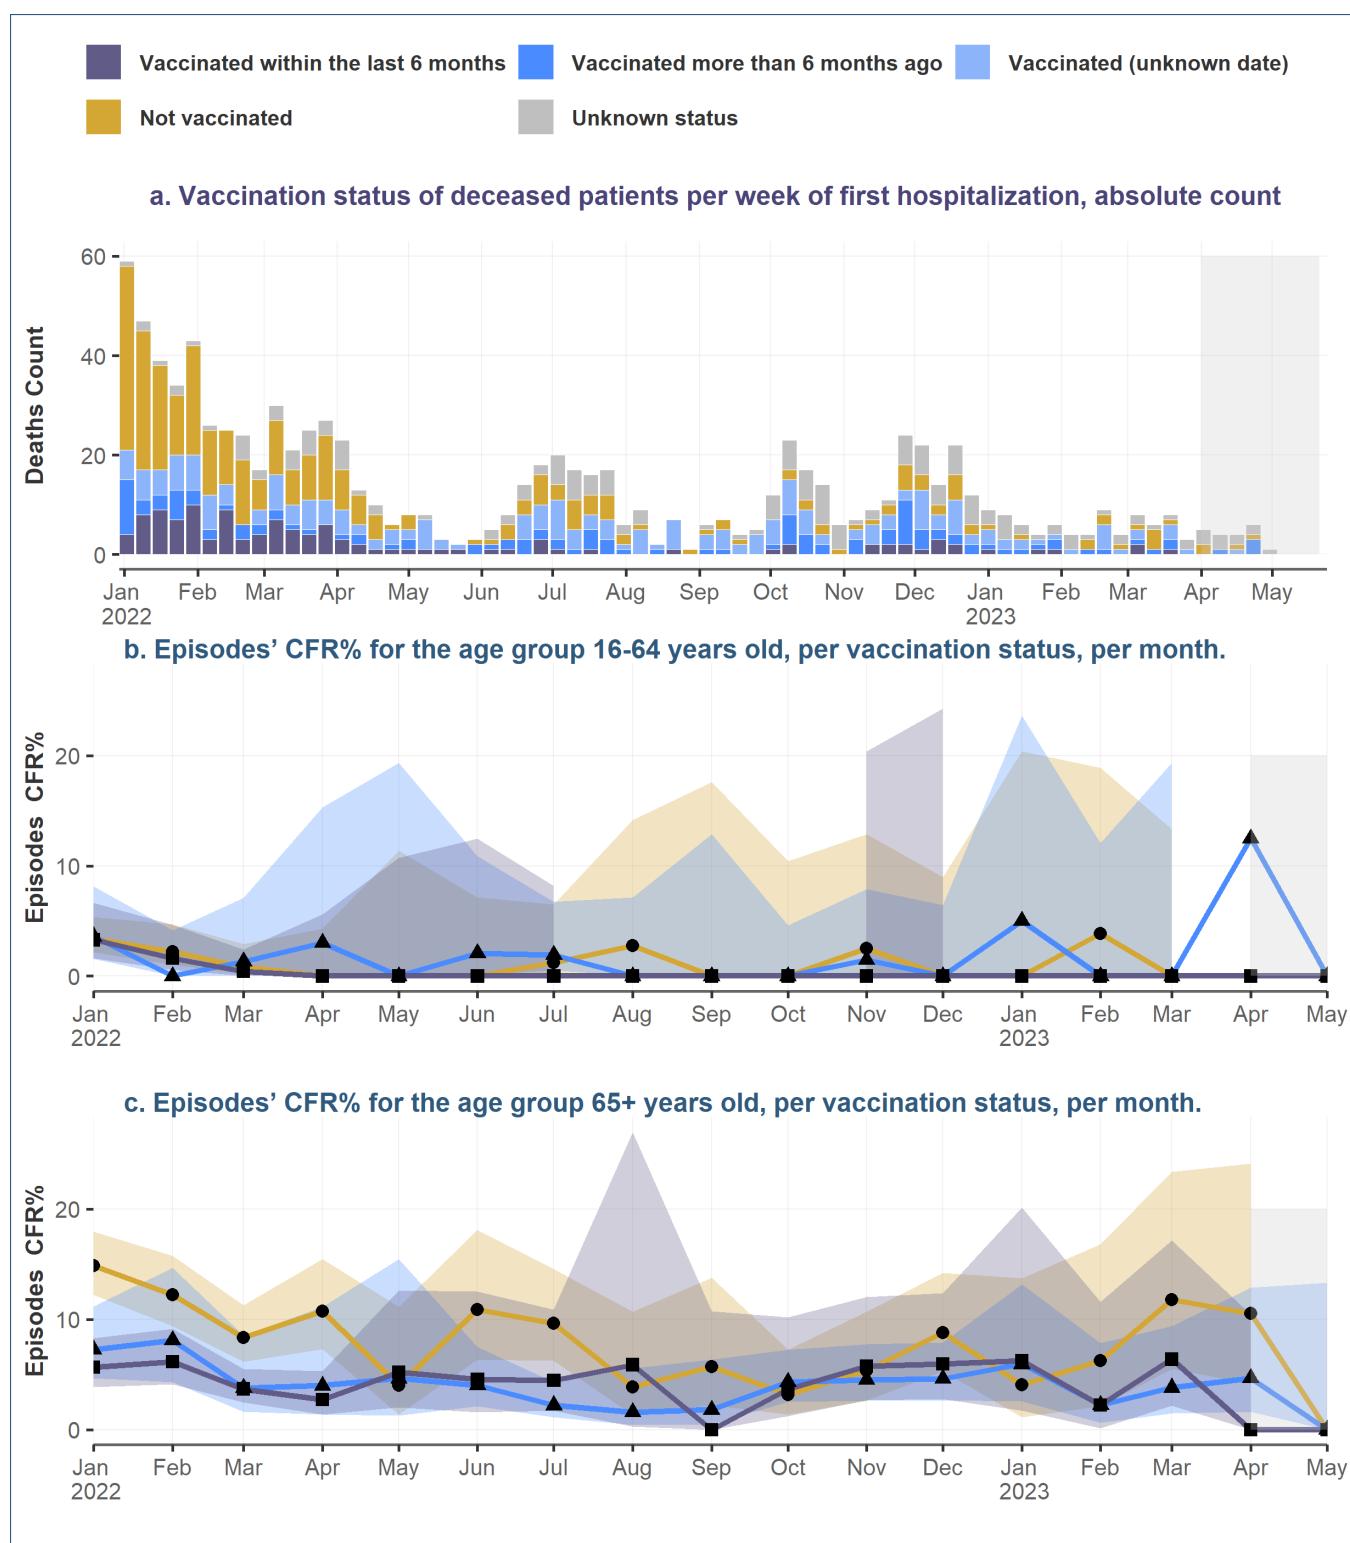 Vaccinated within the last 6 months Vaccinated more than 6 months ago Vaccinated (unknown date)
Not vaccinated Unknown status
a. Vaccination status of deceased patients per week of first hospitalization, absolute count
Deaths Count
60
40
20
0
Jan Feb Mar Apr May Jun Jul Aug Sep Oct Nov Dec Jan Feb Mar Apr May
2022 2023
b. Episodes’ CFR% for the age group 16-64 years old, per vaccination status, per month.
Episodes CFR%
20
10
0
Jan Feb Mar Apr May Jun Jul Aug Sep Oct Nov Dec Jan Feb Mar Apr May
2022 2023
c. Episodes’ CFR% for the age group 65+ years old, per vaccination status, per month.
Episodes CFR%
20
10
0
Jan Feb Mar Apr May Jun Jul Aug Sep Oct Nov Dec Jan Feb Mar Apr May
2022 2023